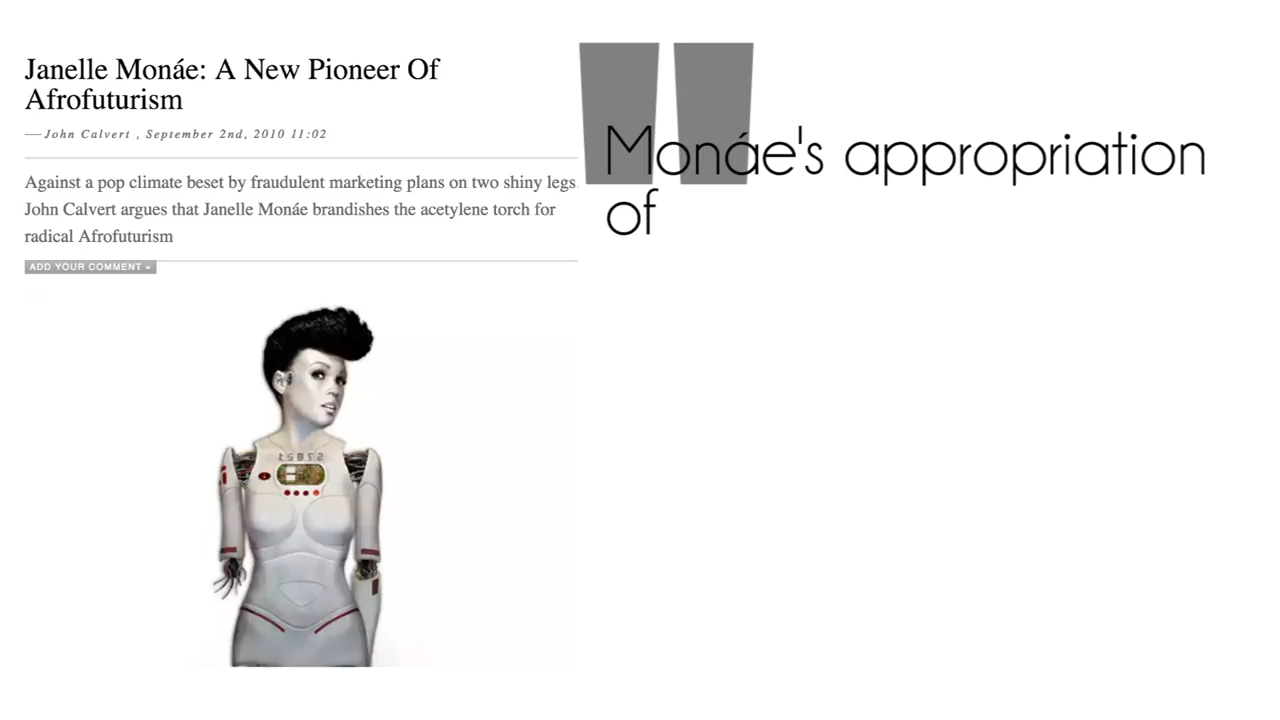 Janelle Monáe: A New Pioneer Of
Afrofuturism
—John Calvert , September 2nd, 2010 11:02
Against a pop climate beset by fraudulent marketing plans on two shiny legs.
John Calvert argues that Janelle Monáe brandishes the acetylene torch for
radical Afrofuturism
ADD YOUR COMMENT »
Monáe's appropriation
of